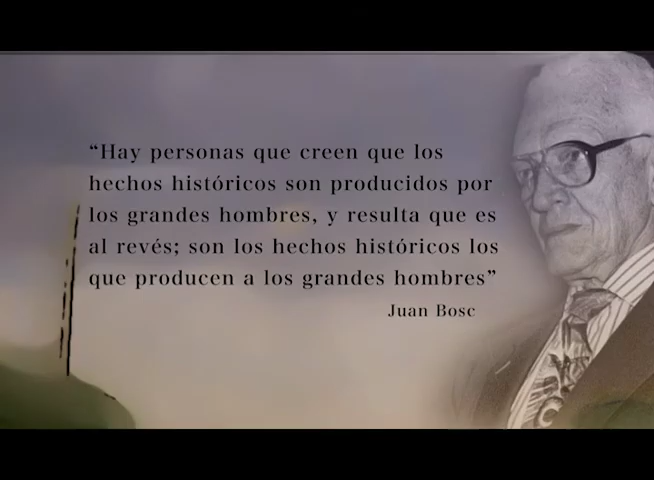 “Hay personas que creen que los
hechos históricos son producidos por
los grandes hombres, y resulta que es
al revés; son los hechos históricos los
que producen a los grandes hombres”
Juan Bosc